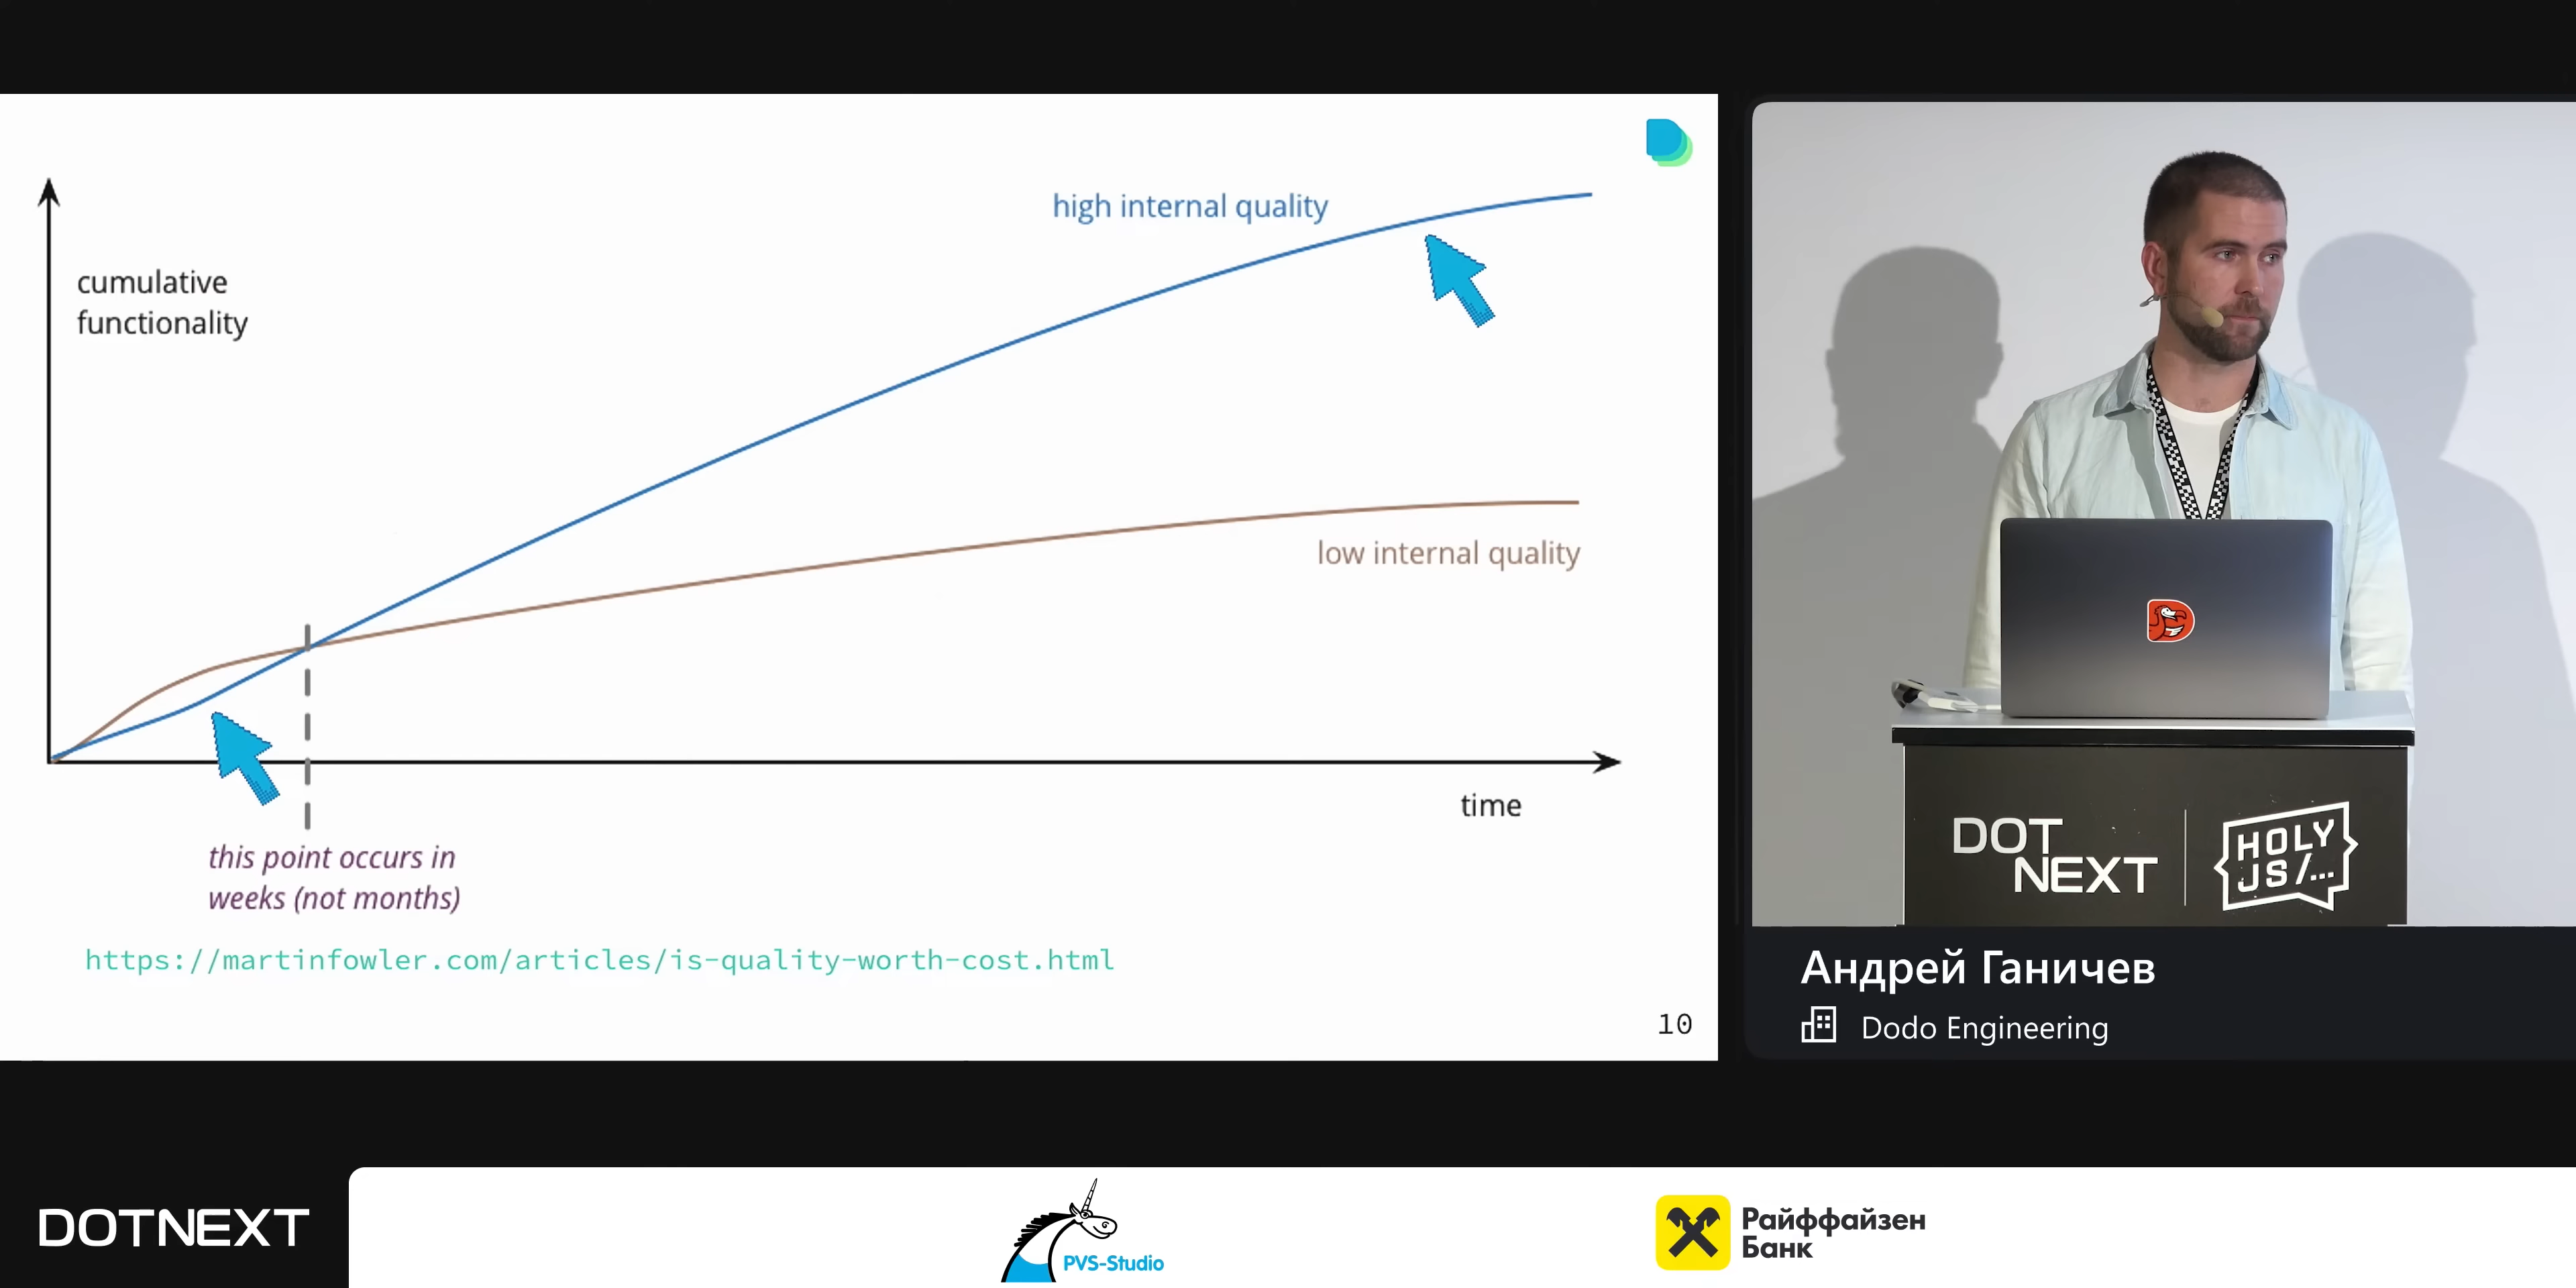 high internal quality
cumulative
functionality
low internal quality
time
this point occurs in
weeks (not months)
https://martinfowler.com/articles/is-quality-worth-cost.html
10
DOT
NEXT
HOLY
JS/...
Андрей Ганичев
Dodo Engineering
DOTNEXT
PVS-Studio
Райффайзен
Банк